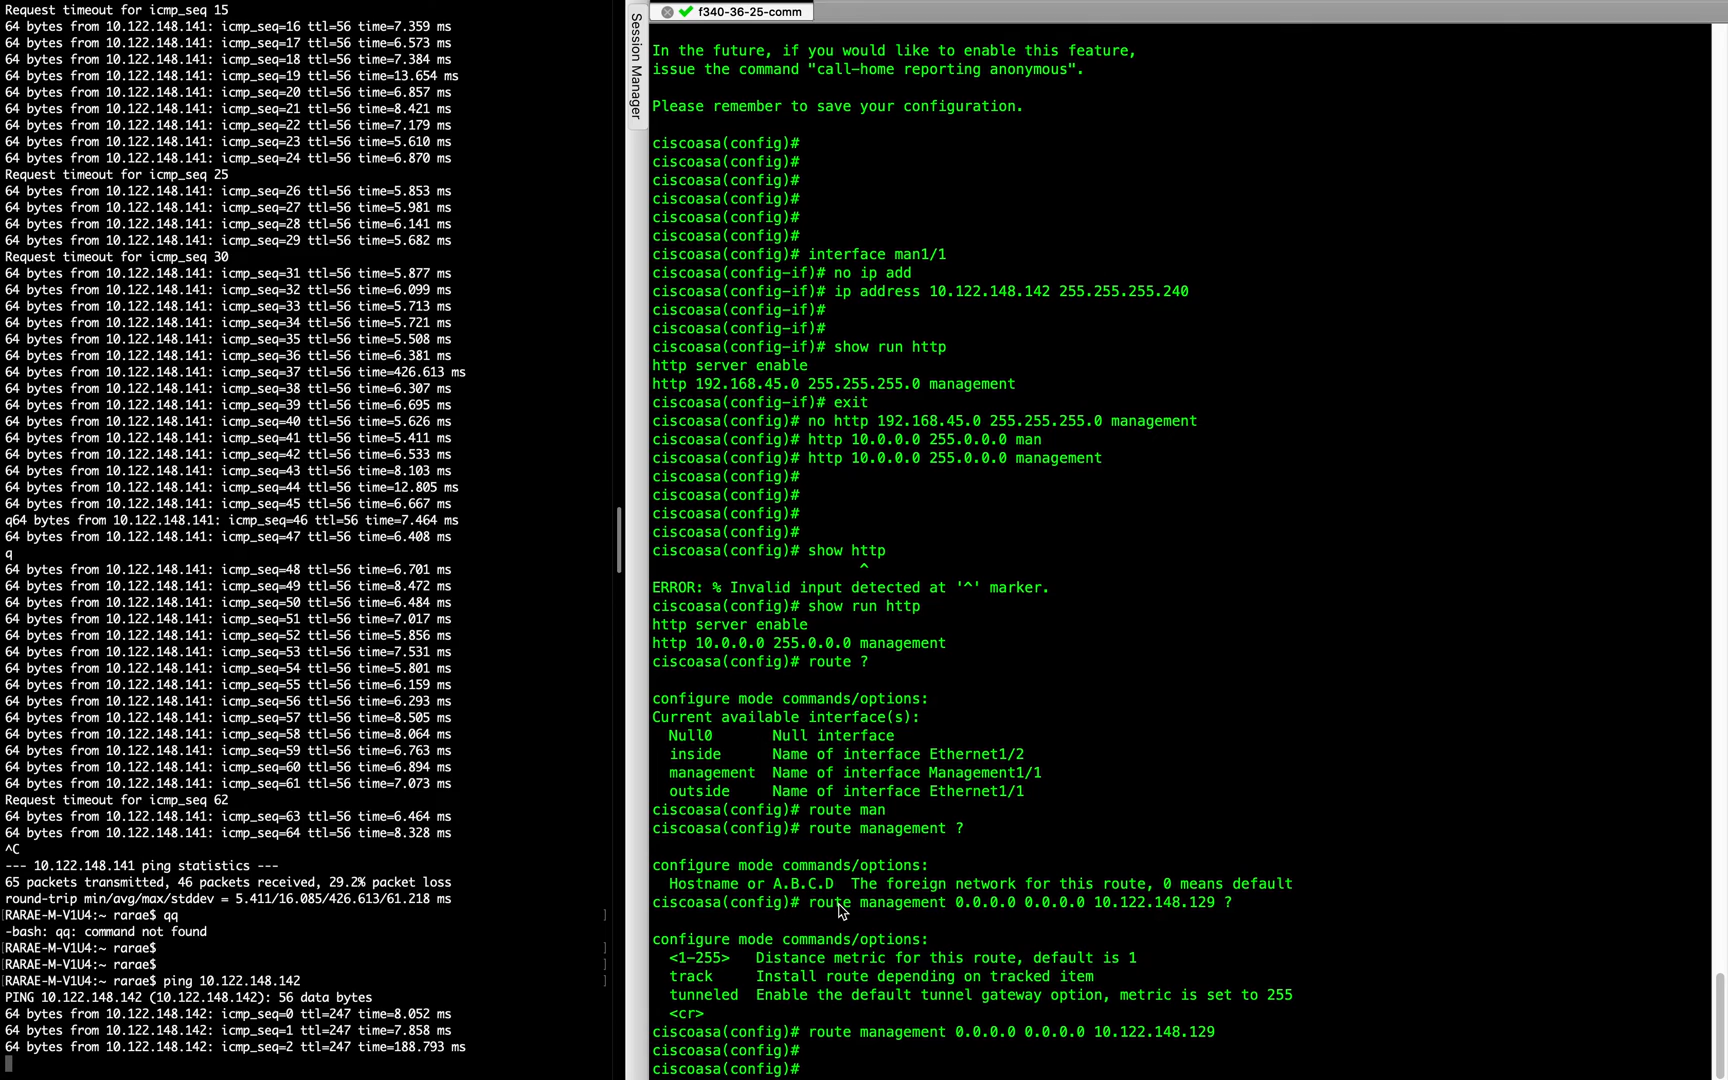 Request timeout for icmp_seq 15
64 bytes from 10.122.148.141: icmp_seq=16 ttl=56 time=7.359 ms
64 bytes from 10.122.148.141: icmp_seq=17 ttl=56 time=6.573 ms
64 bytes from 10.122.148.141: icmp_seq=18 ttl=56 time=7.384 ms
64 bytes from 10.122.148.141: icmp_seq=19 ttl=56 time=13.654 ms
64 bytes from 10.122.148.141: icmp_seq=20 ttl=56 time=6.857 ms
64 bytes from 10.122.148.141: icmp_seq=21 ttl=56 time=8.421 ms
64 bytes from 10.122.148.141: icmp_seq=22 ttl=56 time=7.179 ms
64 bytes from 10.122.148.141: icmp_seq=23 ttl=56 time=5.610 ms
64 bytes from 10.122.148.141: icmp_seq=24 ttl=56 time=6.870 ms
Request timeout for icmp_seq 25
64 bytes from 10.122.148.141: icmp_seq=26 ttl=56 time=5.853 ms
64 bytes from 10.122.148.141: icmp_seq=27 ttl=56 time=5.981 ms
64 bytes from 10.122.148.141: icmp_seq=28 ttl=56 time=6.141 ms
64 bytes from 10.122.148.141: icmp_seq=29 ttl=56 time=5.682 ms
Request timeout for icmp_seq 30
64 bytes from 10.122.148.141: icmp_seq=31 ttl=56 time=5.877 ms
64 bytes from 10.122.148.141: icmp_seq=32 ttl=56 time=6.099 ms
64 bytes from 10.122.148.141: icmp_seq=33 ttl=56 time=5.713 ms
64 bytes from 10.122.148.141: icmp_seq=34 ttl=56 time=5.721 ms
64 bytes from 10.122.148.141: icmp_seq=35 ttl=56 time=5.508 ms
64 bytes from 10.122.148.141: icmp_seq=36 ttl=56 time=6.381 ms
64 bytes from 10.122.148.141: icmp_seq=37 ttl=56 time=426.613 ms
64 bytes from 10.122.148.141: icmp_seq=38 ttl=56 time=6.307 ms
64 bytes from 10.122.148.141: icmp_seq=39 ttl=56 time=6.695 ms
64 bytes from 10.122.148.141: icmp_seq=40 ttl=56 time=5.626 ms
64 bytes from 10.122.148.141: icmp_seq=41 ttl=56 time=5.411 ms
64 bytes from 10.122.148.141: icmp_seq=42 ttl=56 time=6.533 ms
64 bytes from 10.122.148.141: icmp_seq=43 ttl=56 time=8.103 ms
64 bytes from 10.122.148.141: icmp_seq=44 ttl=56 time=12.805 ms
64 bytes from 10.122.148.141: icmp_seq=45 ttl=56 time=6.667 ms
q64 bytes from 10.122.148.141: icmp_seq=46 ttl=56 time=7.464 ms
64 bytes from 10.122.148.141: icmp_seq=47 ttl=56 time=6.408 ms
q
64 bytes from 10.122.148.141: icmp_seq=48 ttl=56 time=6.701 ms
64 bytes from 10.122.148.141: icmp_seq=49 ttl=56 time=8.472 ms
64 bytes from 10.122.148.141: icmp_seq=50 ttl=56 time=6.484 ms
64 bytes from 10.122.148.141: icmp_seq=51 ttl=56 time=7.017 ms
64 bytes from 10.122.148.141: icmp_seq=52 ttl=56 time=5.856 ms
64 bytes from 10.122.148.141: icmp_seq=53 ttl=56 time=7.531 ms
64 bytes from 10.122.148.141: icmp_seq=54 ttl=56 time=5.801 ms
64 bytes from 10.122.148.141: icmp_seq=55 ttl=56 time=6.159 ms
64 bytes from 10.122.148.141: icmp_seq=56 ttl=56 time=6.293 ms
64 bytes from 10.122.148.141: icmp_seq=57 ttl=56 time=8.505 ms
64 bytes from 10.122.148.141: icmp_seq=58 ttl=56 time=8.064 ms
64 bytes from 10.122.148.141: icmp_seq=59 ttl=56 time=6.763 ms
64 bytes from 10.122.148.141: icmp_seq=60 ttl=56 time=6.894 ms
64 bytes from 10.122.148.141: icmp_seq=61 ttl=56 time=7.073 ms
Request timeout for icmp_seq 62
64 bytes from 10.122.148.141: icmp_seq=63 ttl=56 time=6.464 ms
64 bytes from 10.122.148.141: icmp_seq=64 ttl=56 time=8.328 ms
^C
--- 10.122.148.141 ping statistics ---
65 packets transmitted, 46 packets received, 29.2% packet loss
round-trip min/avg/max/stddev = 5.411/16.085/426.613/61.218 ms
[RARAE-M-V1U4:~ rarae$ qq ]
-bash: qq: command not found
[RARAE-M-V1U4:~ rarae$ ]
[RARAE-M-V1U4:~ rarae$ ]
[RARAE-M-V1U4:~ rarae$ ping 10.122.148.142 ]
PING 10.122.148.142 (10.122.148.142): 56 data bytes
64 bytes from 10.122.148.142: icmp_seq=0 ttl=247 time=8.052 ms
64 bytes from 10.122.148.142: icmp_seq=1 ttl=247 time=7.858 ms
64 bytes from 10.122.148.142: icmp_seq=2 ttl=247 time=188.793 ms
Session Manager
f340-36-25-comm
In the future, if you would like to enable this feature,
issue the command "call-home reporting anonymous".
Please remember to save your configuration.
ciscoasa(config)#
ciscoasa(config)#
ciscoasa(config)#
ciscoasa(config)#
ciscoasa(config)#
ciscoasa(config)#
ciscoasa(config)# interface man1/1
ciscoasa(config-if)# no ip add
ciscoasa(config-if)# ip address 10.122.148.142 255.255.255.240
ciscoasa(config-if)#
ciscoasa(config-if)#
ciscoasa(config-if)# show run http
http server enable
http 192.168.45.0 255.255.255.0 management
ciscoasa(config-if)# exit
ciscoasa(config)# no http 192.168.45.0 255.255.255.0 management
ciscoasa(config)# http 10.0.0.0 255.0.0.0 man
ciscoasa(config)# http 10.0.0.0 255.0.0.0 management
ciscoasa(config)#
ciscoasa(config)#
ciscoasa(config)#
ciscoasa(config)#
ciscoasa(config)# show http
^
ERROR: % Invalid input detected at '^' marker.
ciscoasa(config)# show run http
http server enable
http 10.0.0.0 255.0.0.0 management
ciscoasa(config)# route ?
configure mode commands/options:
Current available interface(s):
Null0 Null interface
inside Name of interface Ethernet1/2
management Name of interface Management1/1
outside Name of interface Ethernet1/1
ciscoasa(config)# route man
ciscoasa(config)# route management ?
configure mode commands/options:
Hostname or A.B.C.D The foreign network for this route, 0 means default
ciscoasa(config)# route management 0.0.0.0 0.0.0.0 10.122.148.129 ?
configure mode commands/options:
<1-255> Distance metric for this route, default is 1
track Install route depending on tracked item
tunneled Enable the default tunnel gateway option, metric is set to 255
<cr>
ciscoasa(config)# route management 0.0.0.0 0.0.0.0 10.122.148.129
ciscoasa(config)#
ciscoasa(config)#